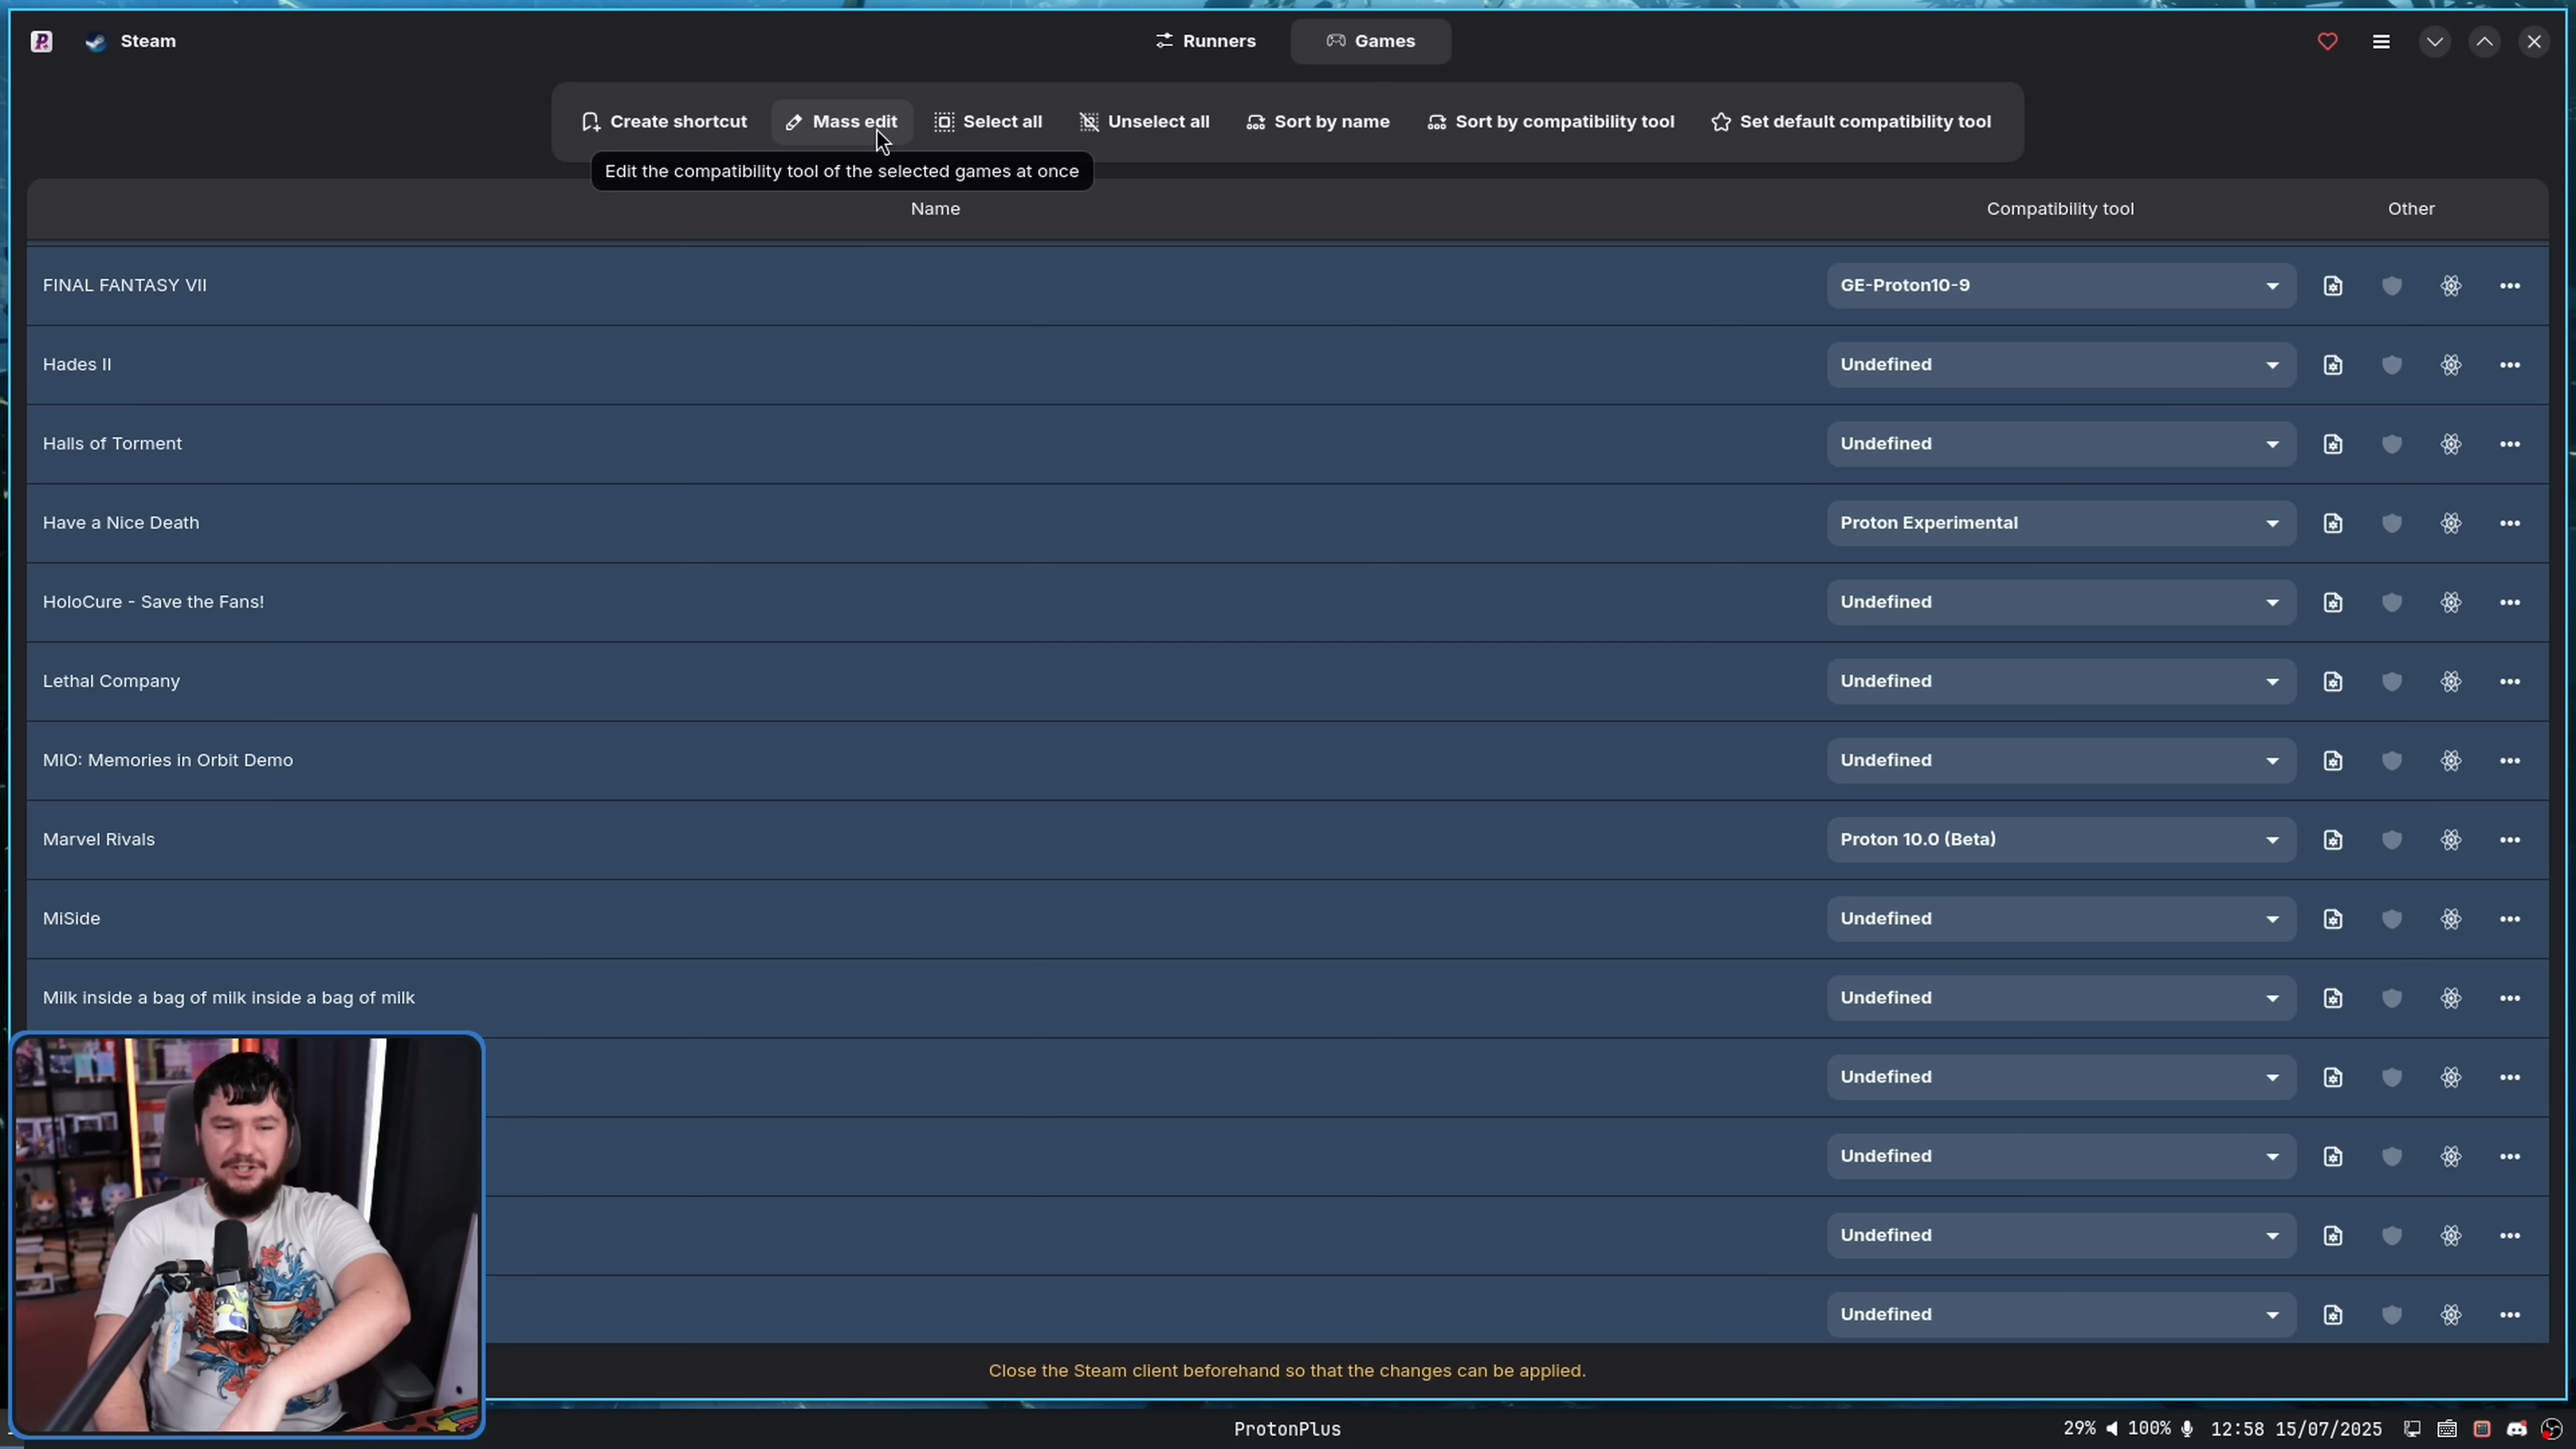 Steam
Runners
Games
Create shortcut
Mass edit
Select all
Unselect all
Sort by name
Sort by compatibility tool
Set default compatibility tool
Edit the compatibility tool of the selected games at once
Name
Compatibility tool
Other
FINAL FANTASY VII
GE-Proton10-9
Hades II
Undefined
Halls of Torment
Undefined
Have a Nice Death
Proton Experimental
HoloCure - Save the Fans!
Undefined
Lethal Company
Undefined
MIO: Memories in Orbit Demo
Undefined
Marvel Rivals
Proton 10.0 (Beta)
MiSide
Undefined
Milk inside a bag of milk inside a bag of milk
Undefined
Undefined
Undefined
Undefined
Undefined
Close the Steam client beforehand so that the changes can be applied.
ProtonPlus
29% 100% 12:58 15/07/2025